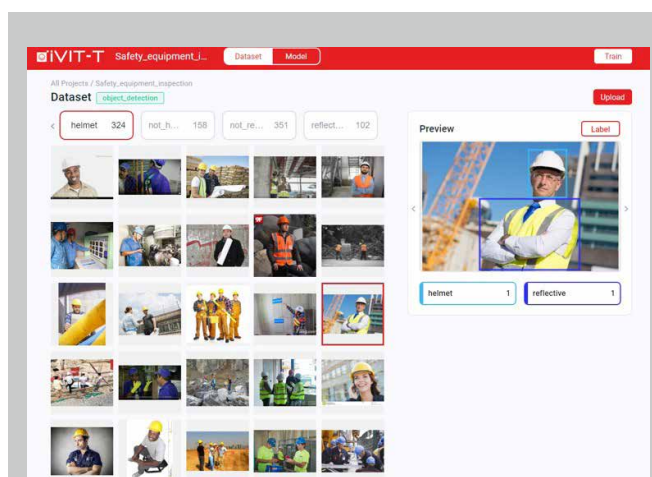 iVIT-T Safety_equipment_i... Dataset Model Train
All Projects / Safety_equipment_inspection
Dataset object_detection Upload
helmet 324 not_h... 158 not_re... 351 reflect... 102
Preview Label
helmet 1 reflective 1